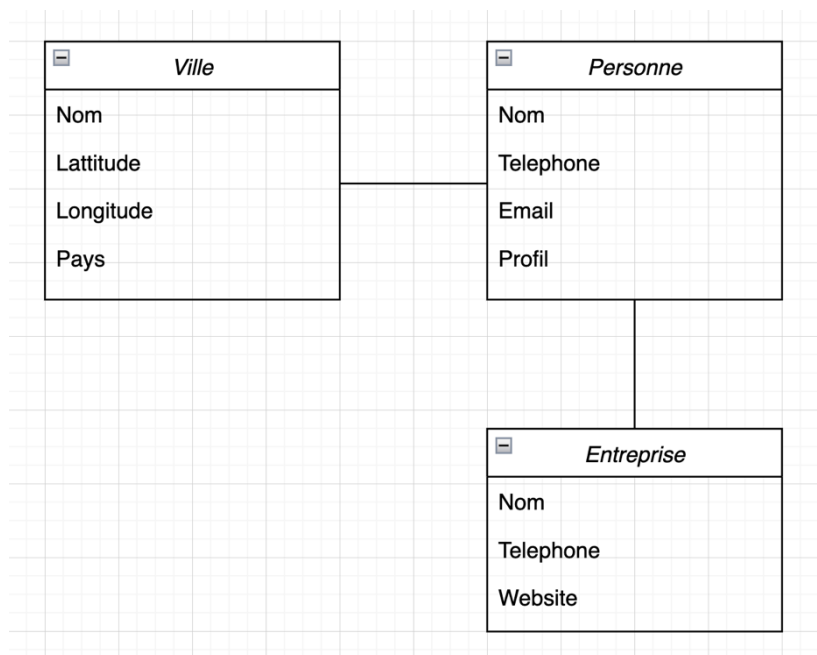 Ville
Nom
Lattitude
Longitude
Pays
Personne
Nom
Telephone
Email
Profil
Entreprise
Nom
Telephone
Website